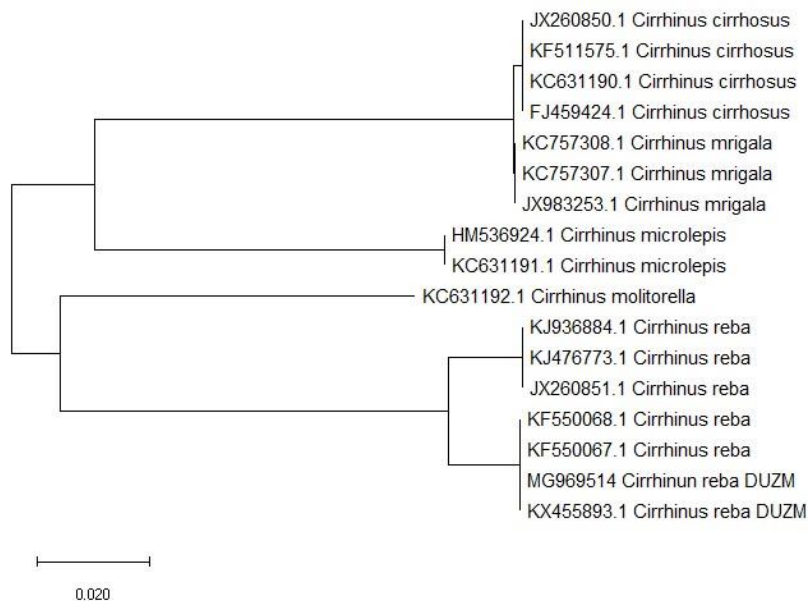 JX260850.1 Cirrhinus cirrhosus
KF511575.1 Cirrhinus cirrhosus
KC631190.1 Cirrhinus cirrhosus
FJ459424.1 Cirrhinus cirrhosus
KC757308.1 Cirrhinus mrigala
KC757307.1 Cirrhinus mrigala
JX983253.1 Cirrhinus mrigala
HM536924.1 Cirrhinus microlepis
KC631191.1 Cirrhinus microlepis
KC631192.1 Cirrhinus molitorella
KJ936884.1 Cirrhinus reba
KJ476773.1 Cirrhinus reba
JX260851.1 Cirrhinus reba
KF550068.1 Cirrhinus reba
KF550067.1 Cirrhinus reba
MG969514 Cirrhinun reba DUZM
KX455893.1 Cirrhinus reba DUZM
0.020